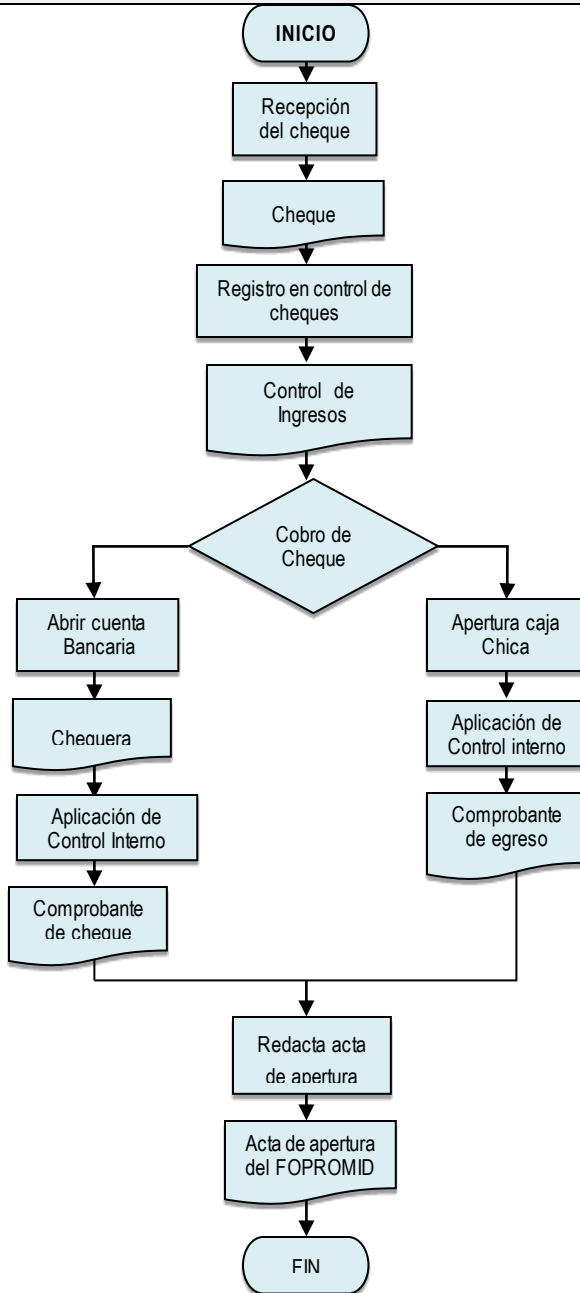 INICIO
Recepción
del cheque
Cheque
Registro en control de
cheques
Control de
Ingresos
Cobro de
Cheque
Abrir cuenta
Bancaria
Chequera
Aplicación de
Control Interno
Comprobante
de cheque
Apertura caja
Chica
Aplicación de
Control interno
Comprobante
de egreso
Redacta acta
de apertura
Acta de apertura
del FOPROMID
FIN